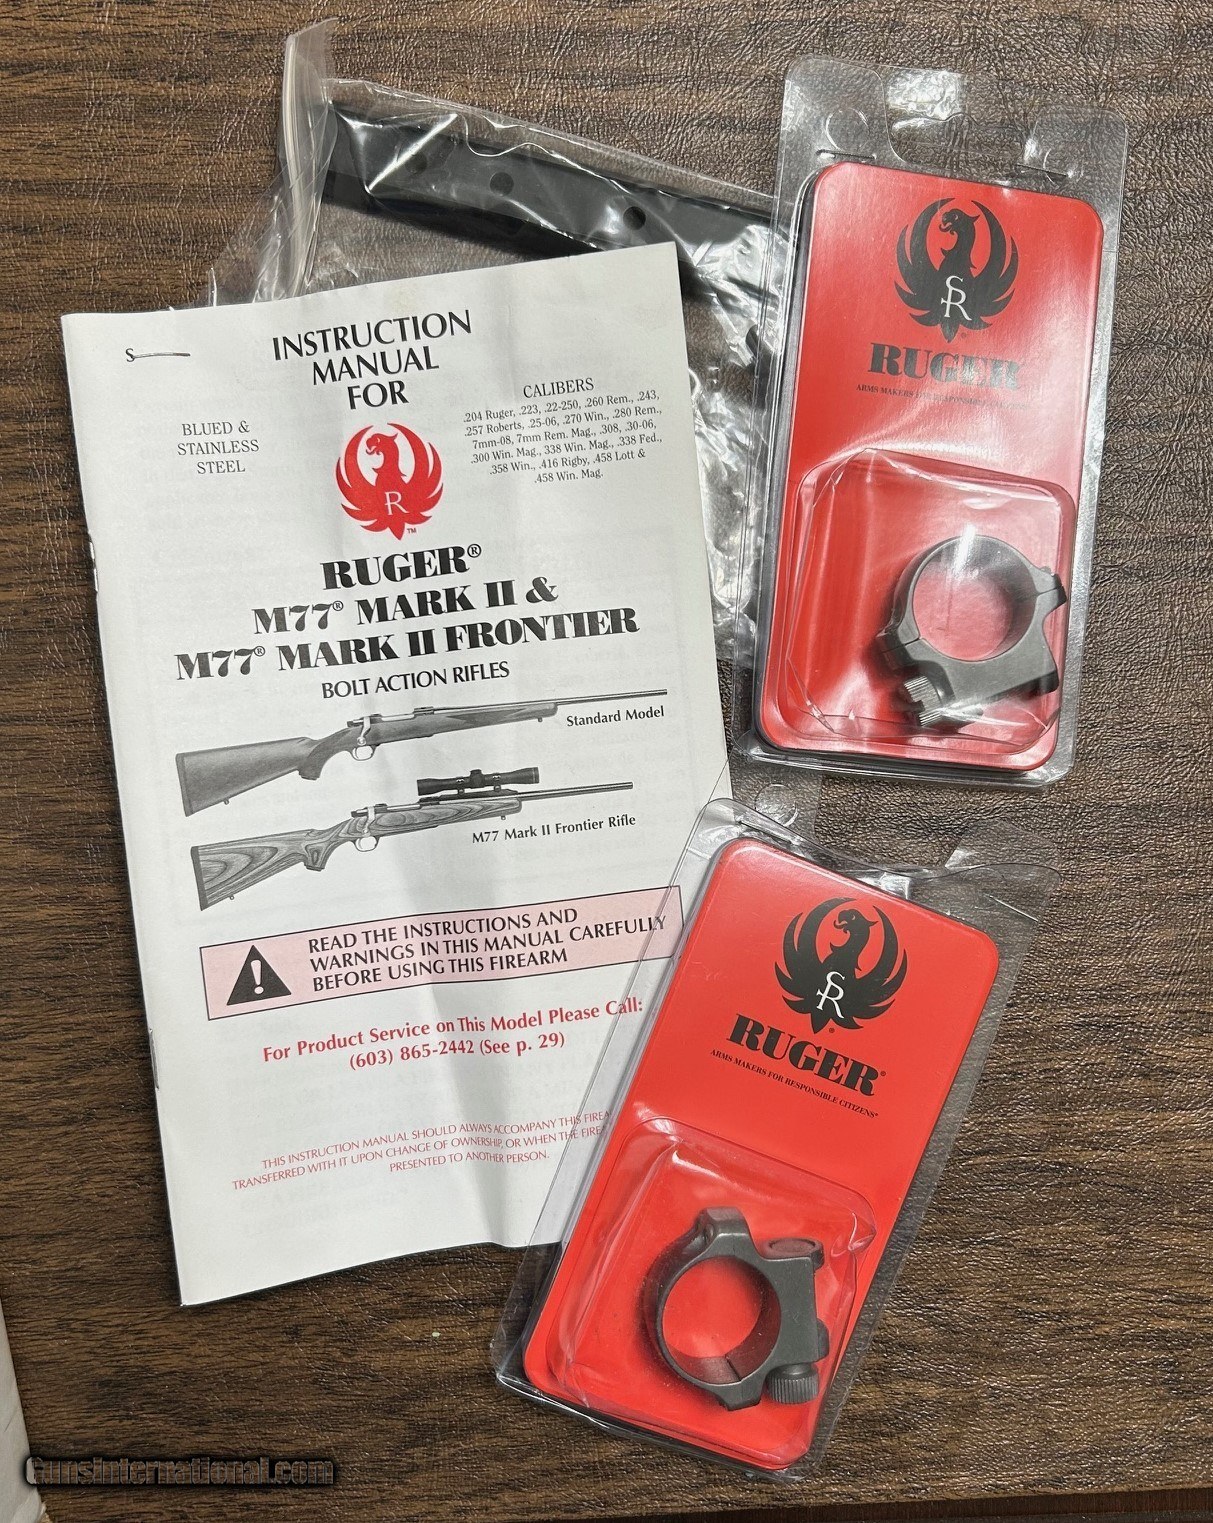 S
INSTRUCTION
MANUAL
FOR
BLUED &
STAINLESS
STEEL
CALIBERS
.204 Ruger, .223, .22-250, .260 Rem., .243,
.257 Roberts, .25-06, .270 Win., .280 Rem.,
7mm-08, 7mm Rem. Mag., .308, .30-06,
.300 Win. Mag., .338 Win. Mag., .338 Fed.,
.358 Win., .416 Rigby, .458 Lott &
.458 Win. Mag.
R
™
RUGER®
M77® MARK II &
M77® MARK II FRONTIER
BOLT ACTION RIFLES
Standard Model
M77 Mark II Frontier Rifle
READ THE INSTRUCTIONS AND
WARNINGS IN THIS MANUAL CAREFULLY
BEFORE USING THIS FIREARM
For Product Service on This Model Please Call:
(603) 865-2442 (See p. 29)
THIS INSTRUCTION MANUAL SHOULD ALWAYS ACCOMPANY THIS
TRANSFERRED WITH IT UPON CHANGE OF OWNERSHIP, OR WHEN THE
PRESENTED TO ANOTHER PERSON.
SR
RUGER
ARMS MAKERS FOR
SR
RUGER®
ARMS MAKERS FOR RESPONSIBLE CITIZENS®
GunsInternational.com